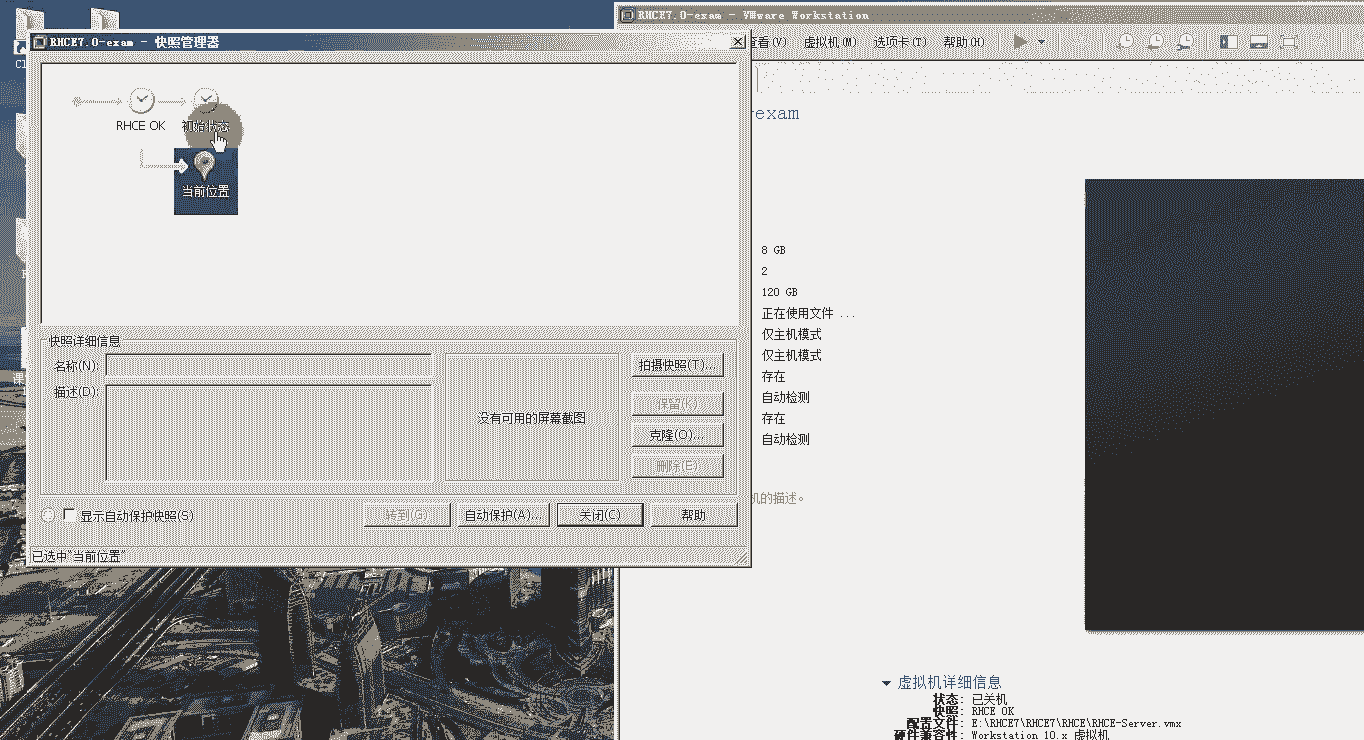 RHCE7.0-exam - VMware Workstation
RHCE7.0-exam - 快照管理器
查看(V) 虚拟机(M) 选项卡(T) 帮助(H)
RHCE OK
初始状态
当前位置
exam
8 GB
2
120 GB
正在使用文件 ...
仅主机模式
仅主机模式
存在
自动检测
存在
自动检测
快照详细信息
名称(N):
描述(D):
没有可用的屏幕截图
拍摄快照(T)...
保留(K)
克隆(O)...
删除(E)
机的描述。
显示自动保护快照(S)
转到(G)
自动保护(A)...
关闭(C)
帮助
已选中"当前位置"
虚拟机详细信息
状态: 已关机
快照: RHCE OK
配置文件: E:\RHCE7\RHCE7\RHCE\RHCE-Server.vmx
硬件兼容性: Workstation 10.x 虚拟机